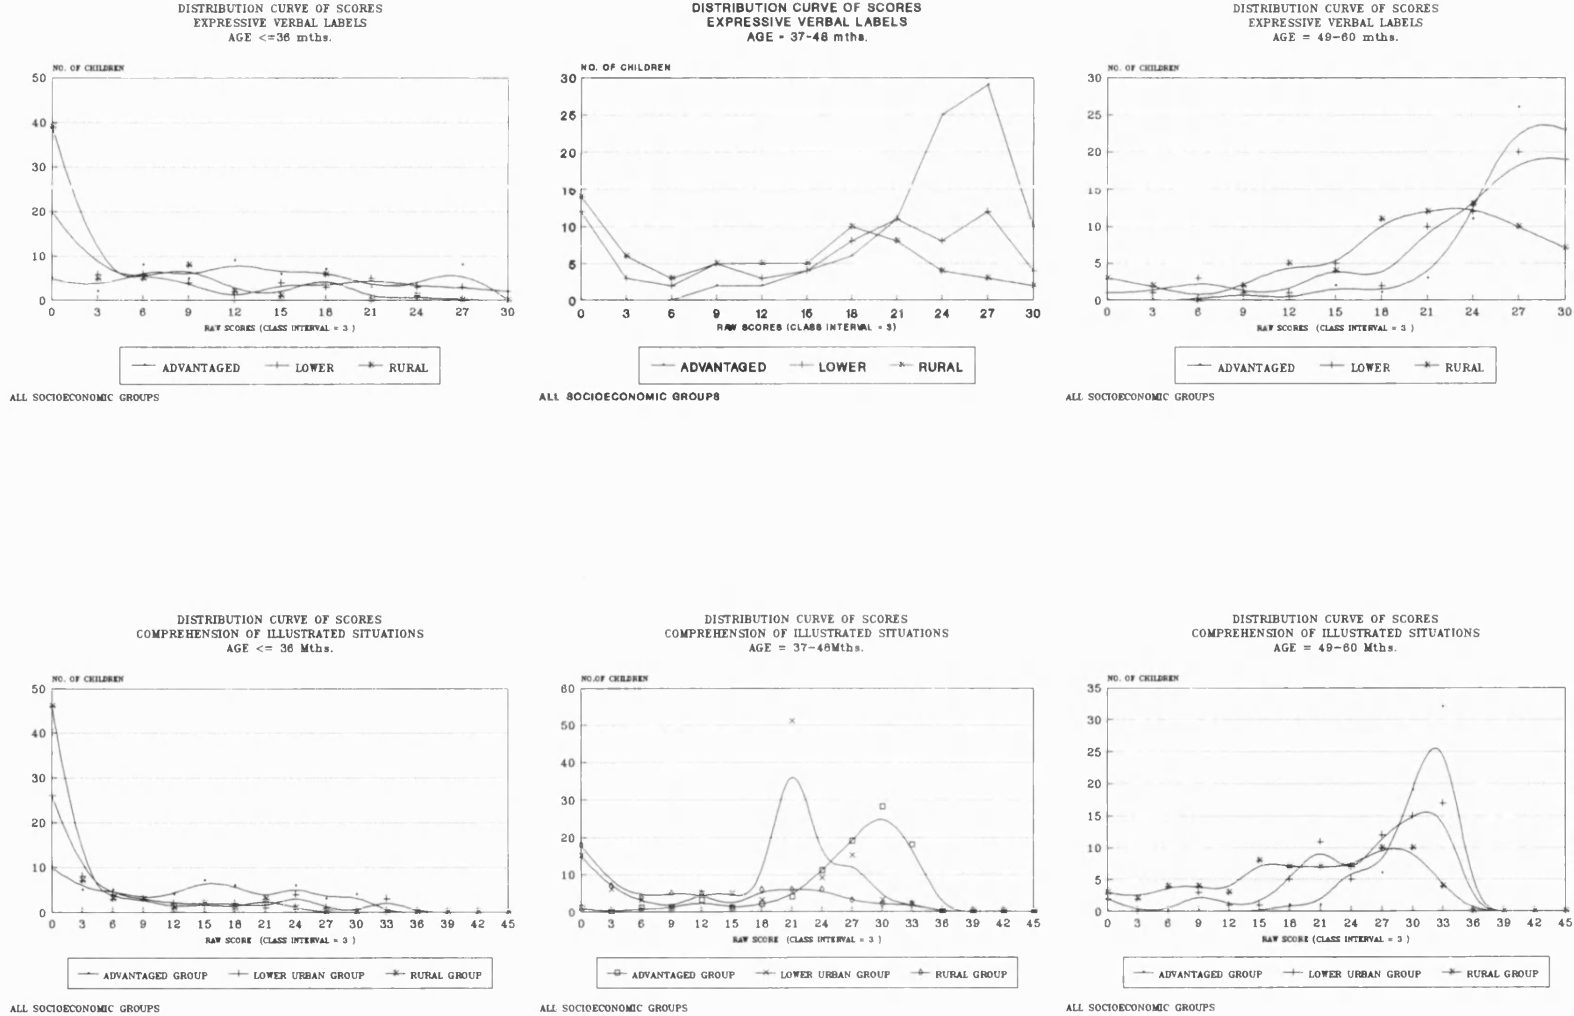 DISTRIBUTION CURVE OF SCORES
EXPRESSIVE VERBAL LABELS
AGE <=36 mths.
NO. OF CHILDREN
50
40
30
20
10
0
0 3 6 9 12 15 18 21 24 27 30
RAW SCORES (CLASS INTERVAL = 3 )
ADVANTAGED LOWER RURAL
ALL SOCIOECONOMIC GROUPS
DISTRIBUTION CURVE OF SCORES
EXPRESSIVE VERBAL LABELS
AGE = 37-48 mths.
NO. OF CHILDREN
30
25
20
15
10
5
0
0 3 6 9 12 15 18 21 24 27 30
RAW SCORES (CLASS INTERVAL = 3)
ADVANTAGED LOWER RURAL
ALL SOCIOECONOMIC GROUPS
DISTRIBUTION CURVE OF SCORES
EXPRESSIVE VERBAL LABELS
AGE = 49-60 mths.
NO. OF CHILDREN
30
25
20
15
10
5
0
0 3 6 9 12 15 18 21 24 27 30
RAW SCORES (CLASS INTERVAL = 3 )
ADVANTAGED LOWER RURAL
ALL SOCIOECONOMIC GROUPS
DISTRIBUTION CURVE OF SCORES
COMPREHENSION OF ILLUSTRATED SITUATIONS
AGE <= 36 Mths.
NO. OF CHILDREN
50
40
30
20
10
0
0 3 6 9 12 15 18 21 24 27 30 33 36 39 42 45
RAW SCORE (CLASS INTERVAL = 3 )
ADVANTAGED GROUP LOWER URBAN GROUP RURAL GROUP
ALL SOCIOECONOMIC GROUPS
DISTRIBUTION CURVE OF SCORES
COMPREHENSION OF ILLUSTRATED SITUATIONS
AGE = 37-48Mths.
NO.OF CHILDREN
60
50
40
30
20
10
0
0 3 6 9 12 15 18 21 24 27 30 33 36 39 42 45
RAW SCORE (CLASS INTERVAL = 3 )
ADVANTAGED GROUP LOWER URBAN GROUP RURAL GROUP
ALL SOCIOECONOMIC GROUPS
DISTRIBUTION CURVE OF SCORES
COMPREHENSION OF ILLUSTRATED SITUATIONS
AGE = 49-60 Mths.
NO. OF CHILDREN
35
30
25
20
15
10
5
0
0 3 6 9 12 15 18 21 24 27 30 33 36 39 42 45
RAW SCORE (CLASS INTERVAL = 3 )
ADVANTAGED GROUP LOWER URBAN GROUP RURAL GROUP
ALL SOCIOECONOMIC GROUPS